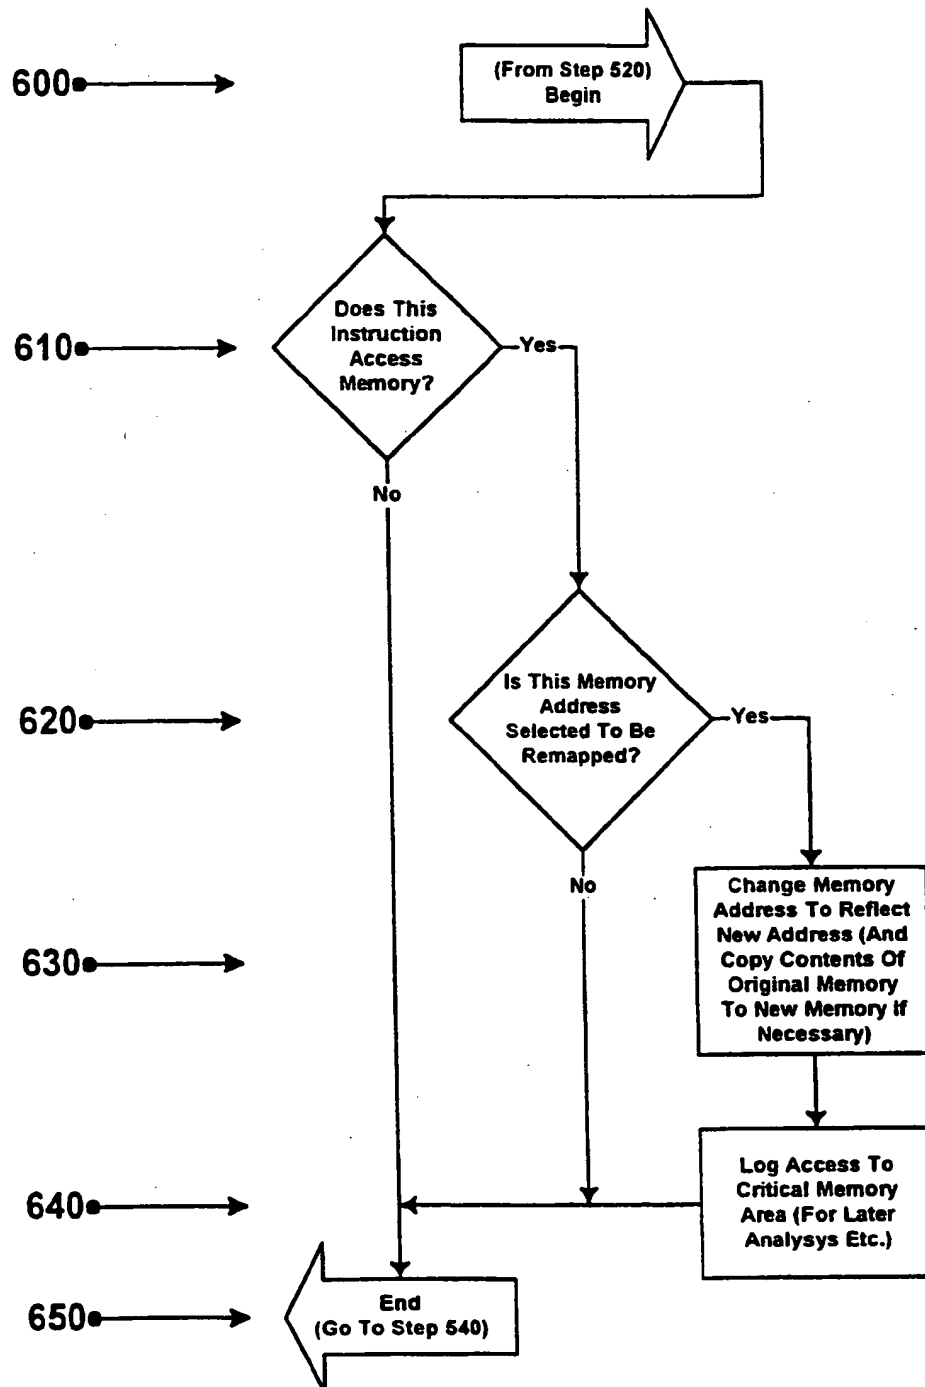 600
(From Step 520)
Begin
610
Does This
Instruction
Access
Memory?
Yes
No
620
Is This Memory
Address
Selected To Be
Remapped?
Yes
No
630
Change Memory
Address To Reflect
New Address (And
Copy Contents Of
Original Memory
To New Memory If
Necessary)
640
Log Access To
Critical Memory
Area (For Later
Analysys Etc.)
650
End
(Go To Step 540)